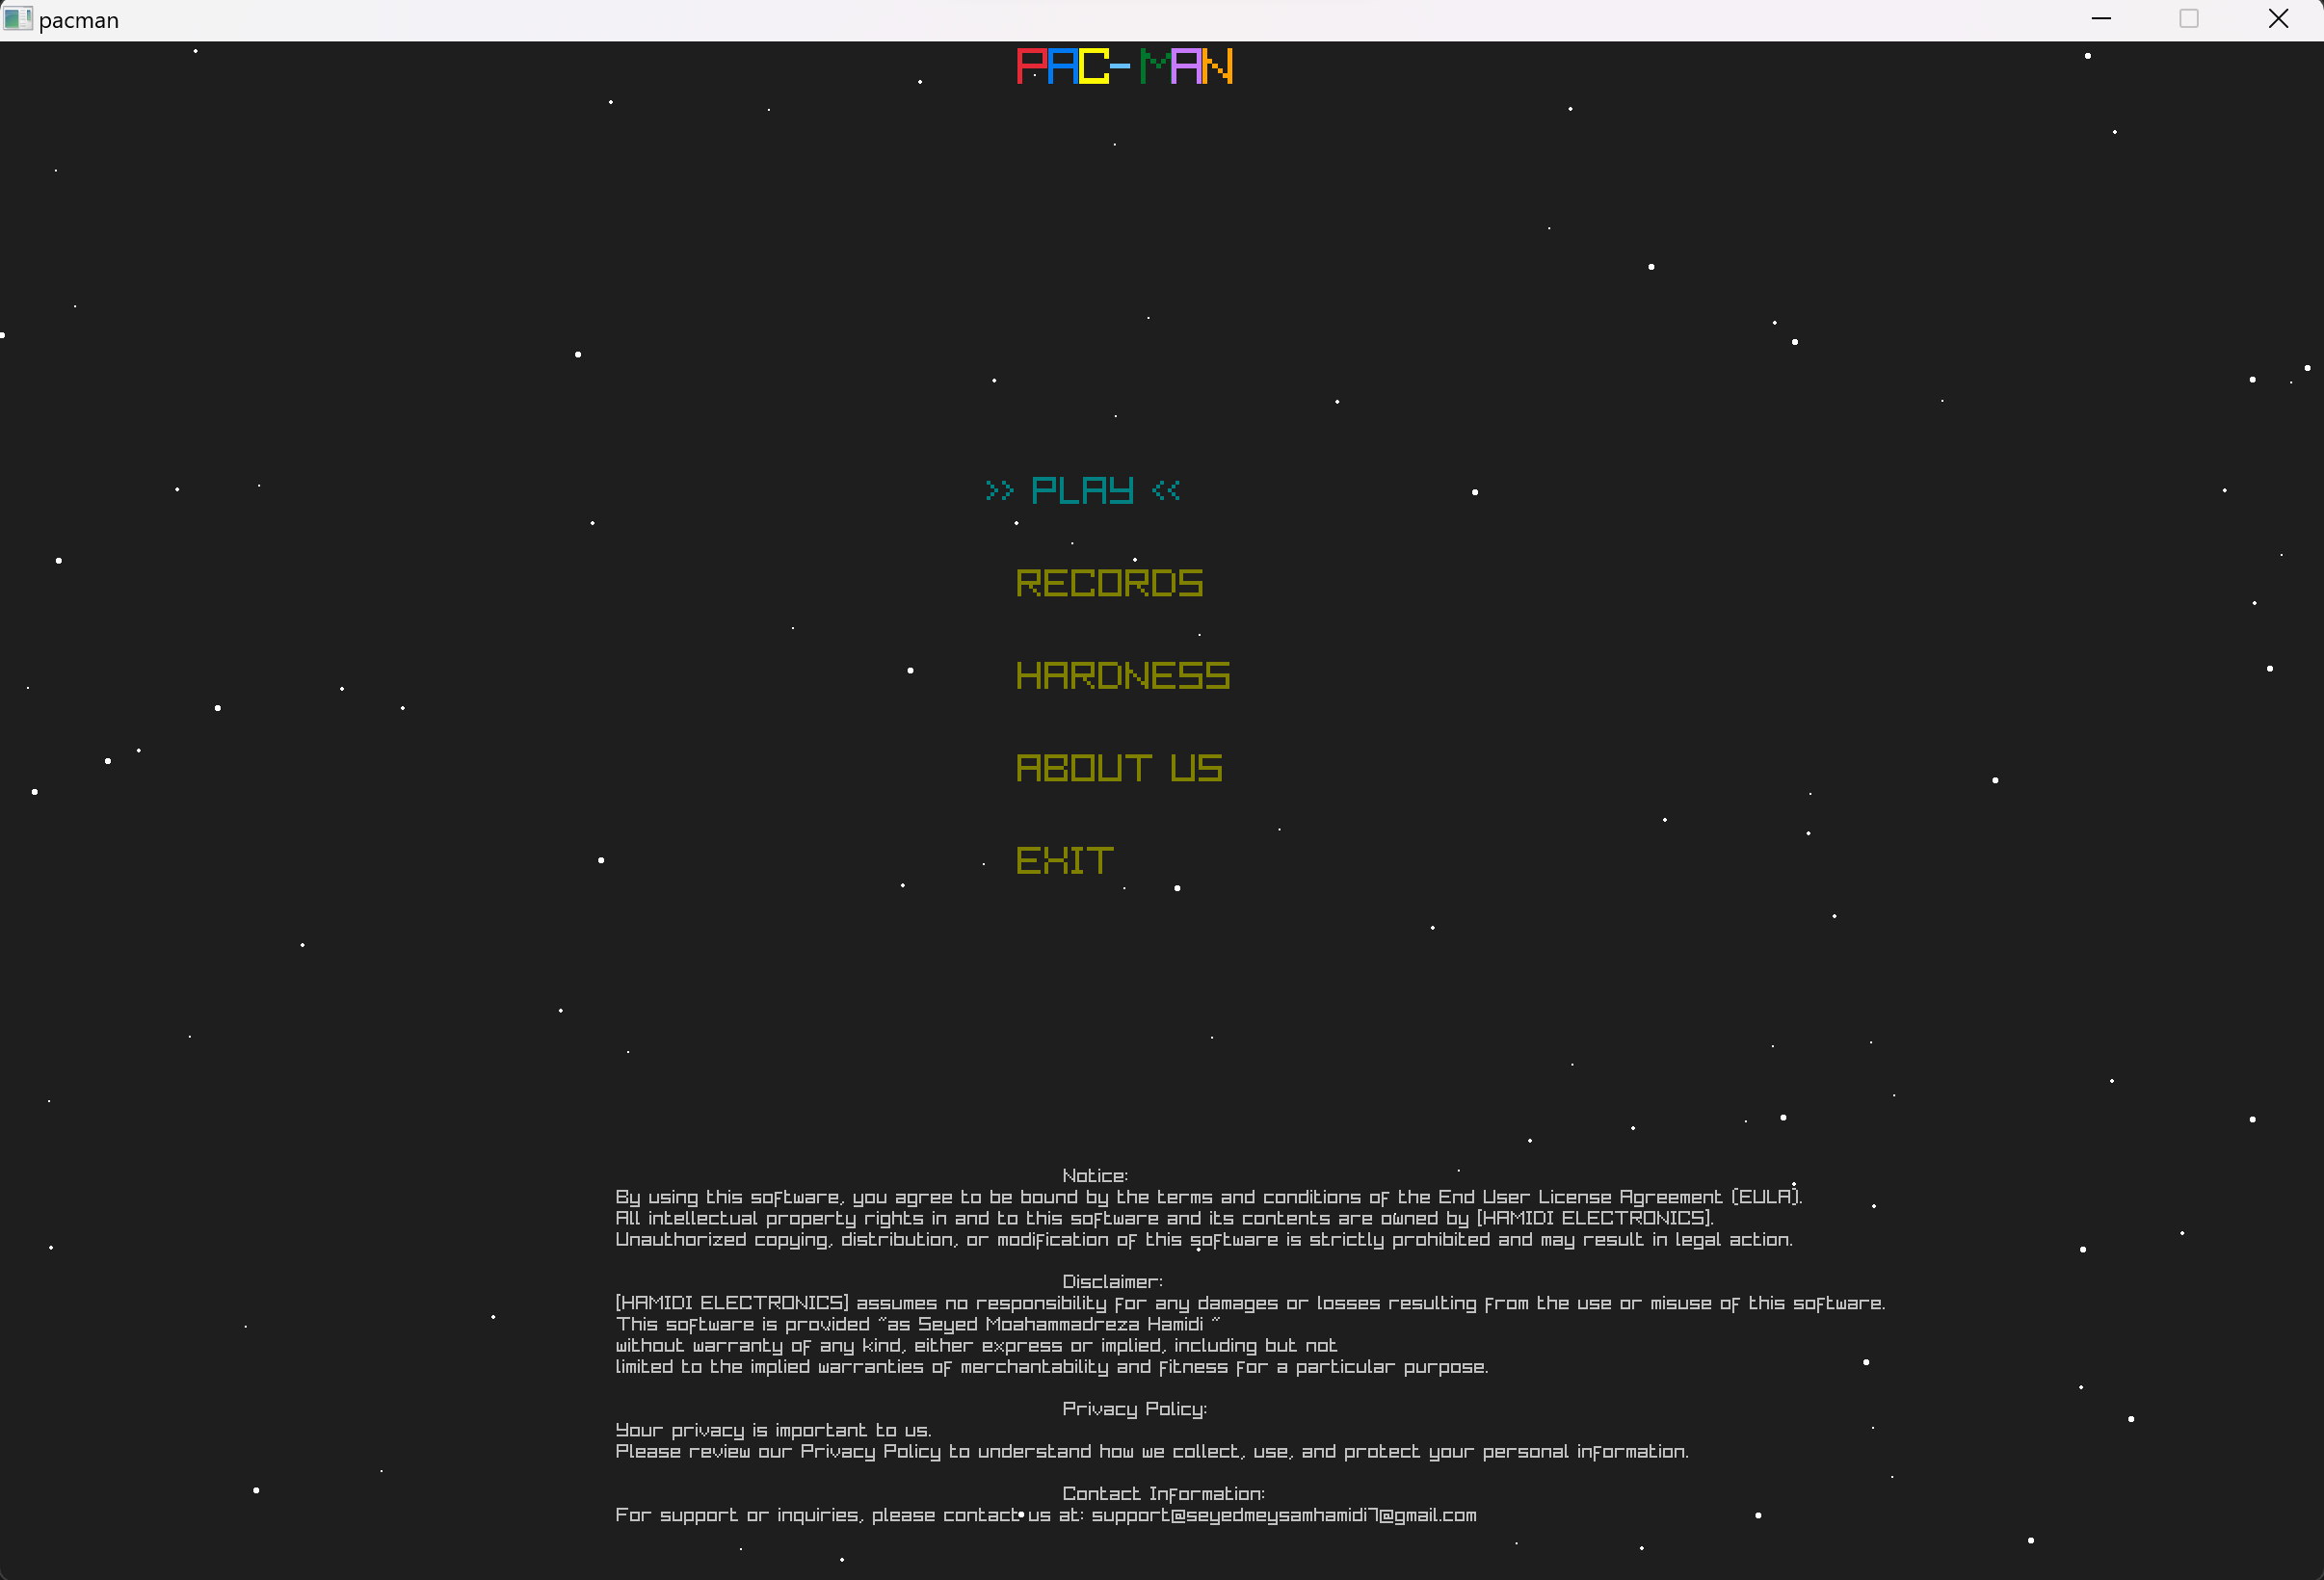 pacman
PAC-MAN
>> PLAY <<
RECORDS
HARDNESS
ABOUT US
EXIT
Notice:
By using this software, you agree to be bound by the terms and conditions of the End User License Agreement (EULA).
All intellectual property rights in and to this software and its contents are owned by [HAMIDI ELECTRONICS].
Unauthorized copying, distribution, or modification of this software is strictly prohibited and may result in legal action.
Disclaimer:
[HAMIDI ELECTRONICS] assumes no responsibility for any damages or losses resulting from the use or misuse of this software.
This software is provided "as Seyed Moahammadreza Hamidi "
without warranty of any kind, either express or implied, including but not
limited to the implied warranties of merchantability and fitness for a particular purpose.
Privacy Policy:
Your privacy is important to us.
Please review our Privacy Policy to understand how we collect, use, and protect your personal information.
Contact Information:
For support or inquiries, please contact us at: support@seyedmeysamhamidi7@gmail.com